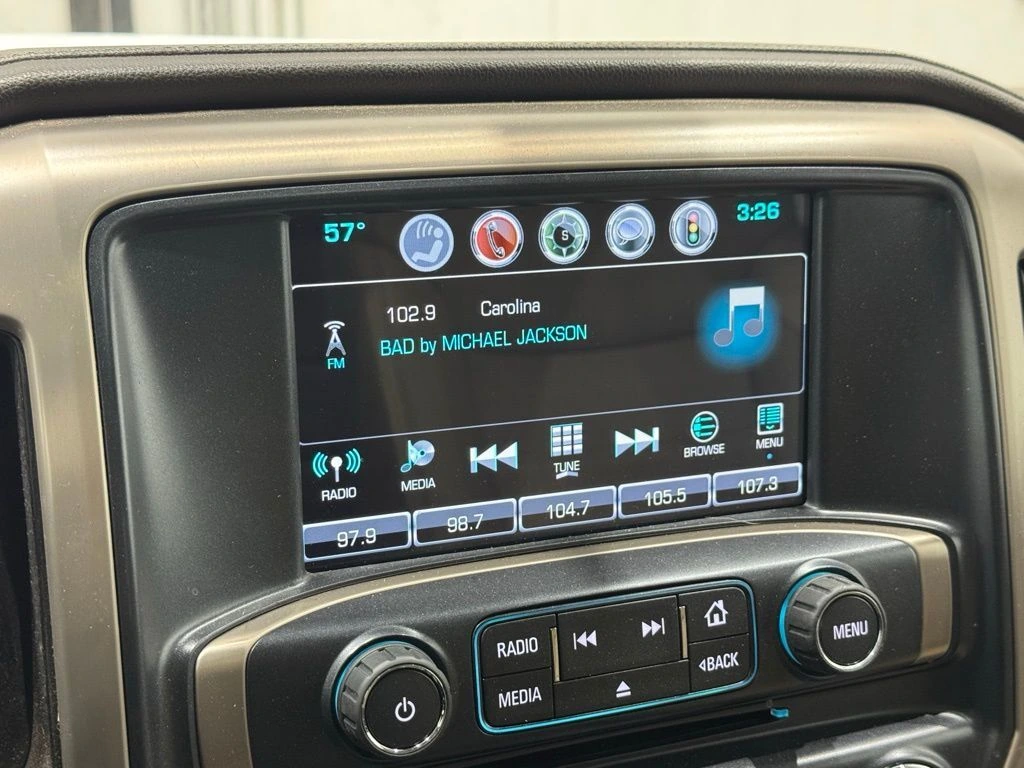 57° 3:26
S
102.9 Carolina
BAD by MICHAEL JACKSON
FM
RADIO MEDIA TUNE BROWSE MENU
97.9 98.7 104.7 105.5 107.3
RADIO
MEDIA
BACK
MENU